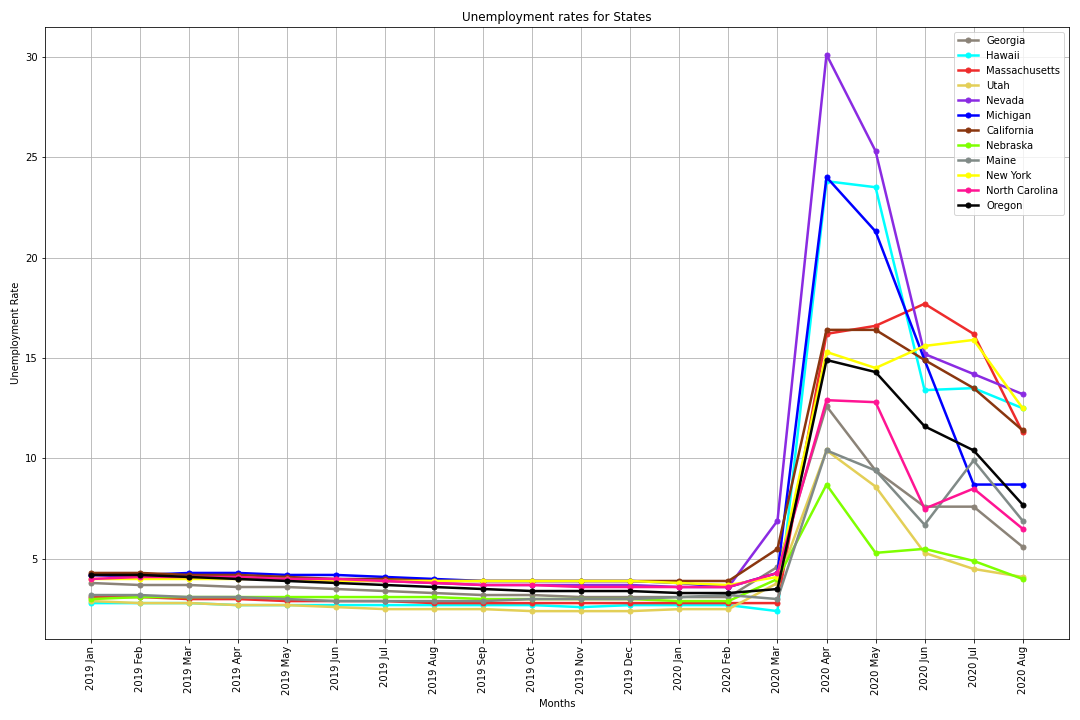 Unemployment rates for States
Georgia
Hawaii
Massachusetts
Utah
Nevada
Michigan
California
Nebraska
Maine
New York
North Carolina
Oregon
Unemployment Rate
30
25
20
15
10
5
2019 Jan
2019 Feb
2019 Mar
2019 Apr
2019 May
2019 Jun
2019 Jul
2019 Aug
2019 Sep
2019 Oct
2019 Nov
2019 Dec
2020 Jan
2020 Feb
2020 Mar
2020 Apr
2020 May
2020 Jun
2020 Jul
2020 Aug
Months